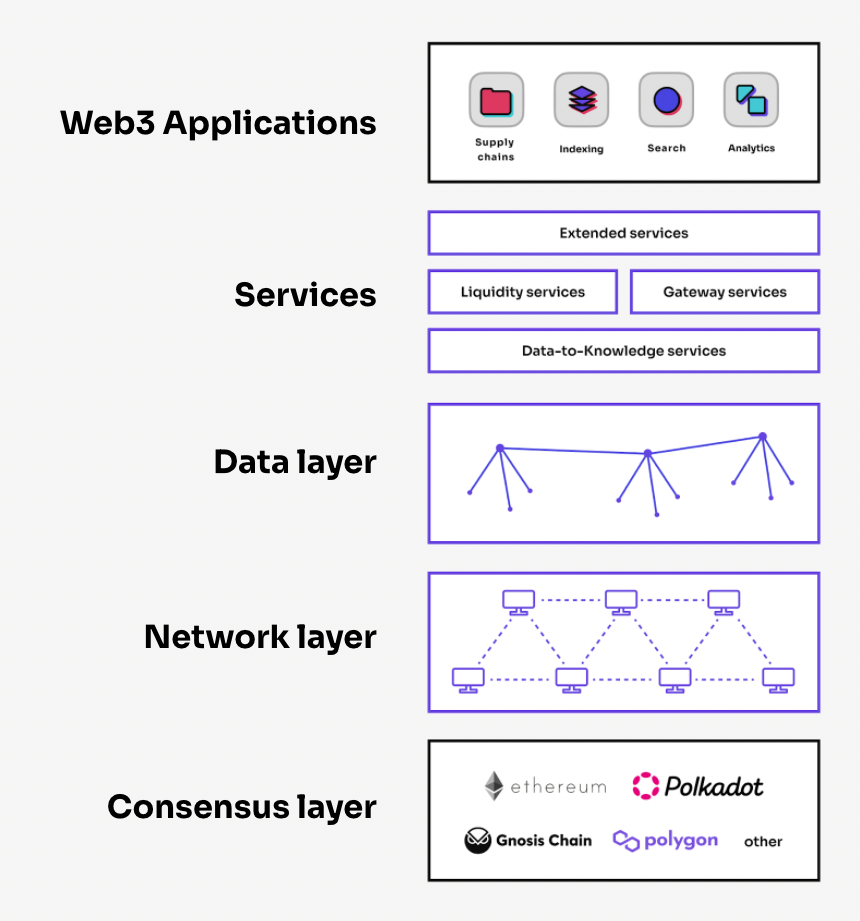 Web3 Applications
Supply
chains
Indexing
Search
Analytics
Services
Extended services
Liquidity services
Gateway services
Data-to-Knowledge services
Data layer
Network layer
Consensus layer
ethereum
Polkadot
Gnosis Chain
polygon
other